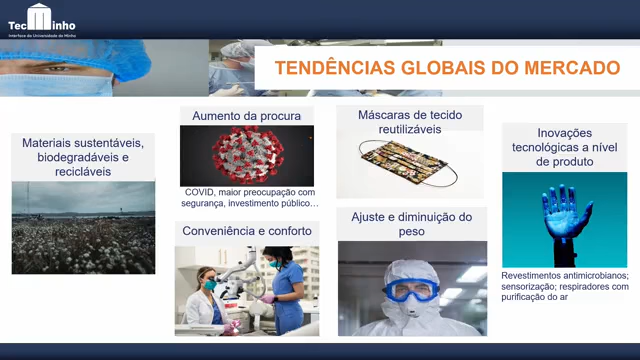 TecMinho
Interface da Universidade do Minho
TENDÊNCIAS GLOBAIS DO MERCADO
Materiais sustentáveis,
biodegradáveis e
recicláveis
Aumento da procura
COVID, maior preocupação com
segurança, investimento público…
Conveniência e conforto
Máscaras de tecido
reutilizáveis
Ajuste e diminuição do
peso
Inovações
tecnológicas a nível
de produto
Revestimentos antimicrobianos;
sensorização; respiradores com
purificação do ar